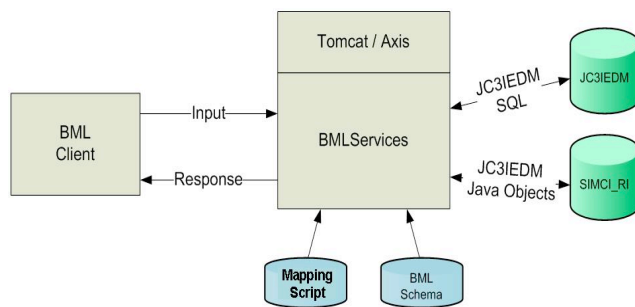 Tomcat / Axis
BML
Client
Input
Response
BMLServices
JC3IEDM
SQL
JC3IEDM
JC3IEDM
Java Objects
SIMCI_RI
Mapping
Script
BML
Schema